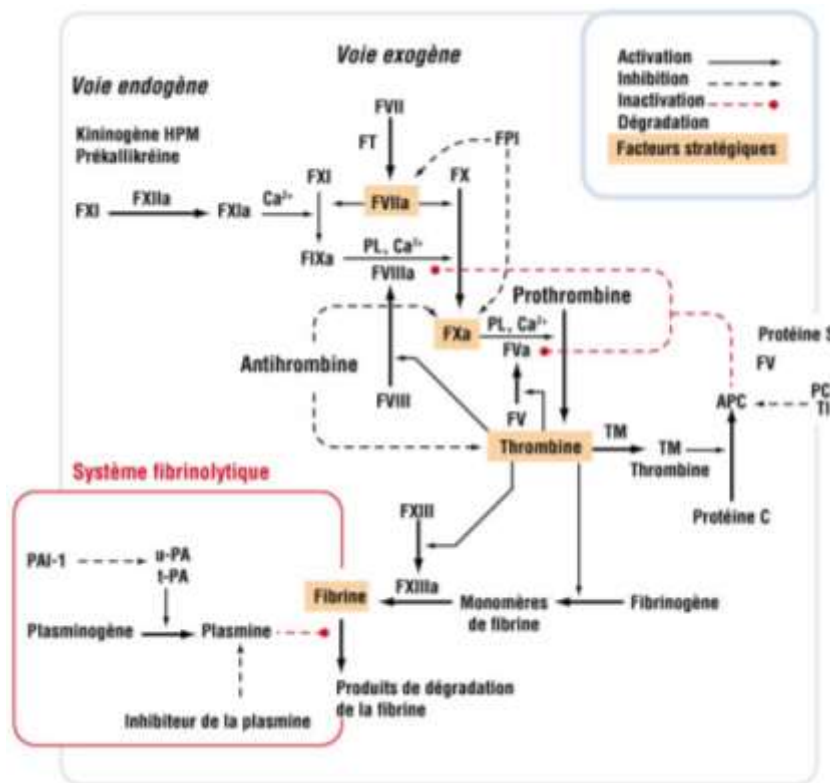 Voie exogène
Voie endogène
Kininogène HPM
Prékallikréine
Activation
Inhibition
Inactivation
Dégradation
Facteurs stratégiques
FVII
FT
FPI
FXI
FVIIa
FX
FXI
FXIIa
FXIa
Ca²⁺
FIXa
PL, Ca²⁺
FVIIIa
Prothrombine
FXa
PL, Ca²⁺
FVa
Antihrombine
FVIII
FV
Protéine S
FV
APC
PC
Thrombine
TM
TM
Thrombine
Protéine C
Système fibrinolytique
FXIII
PAI-1
u-PA
t-PA
FXIIIa
Fibrine
Monomères
de fibrine
Fibrinogène
Plasminogène
Plasmine
Produits de dégradation
de la fibrine
Inhibiteur de la plasmine